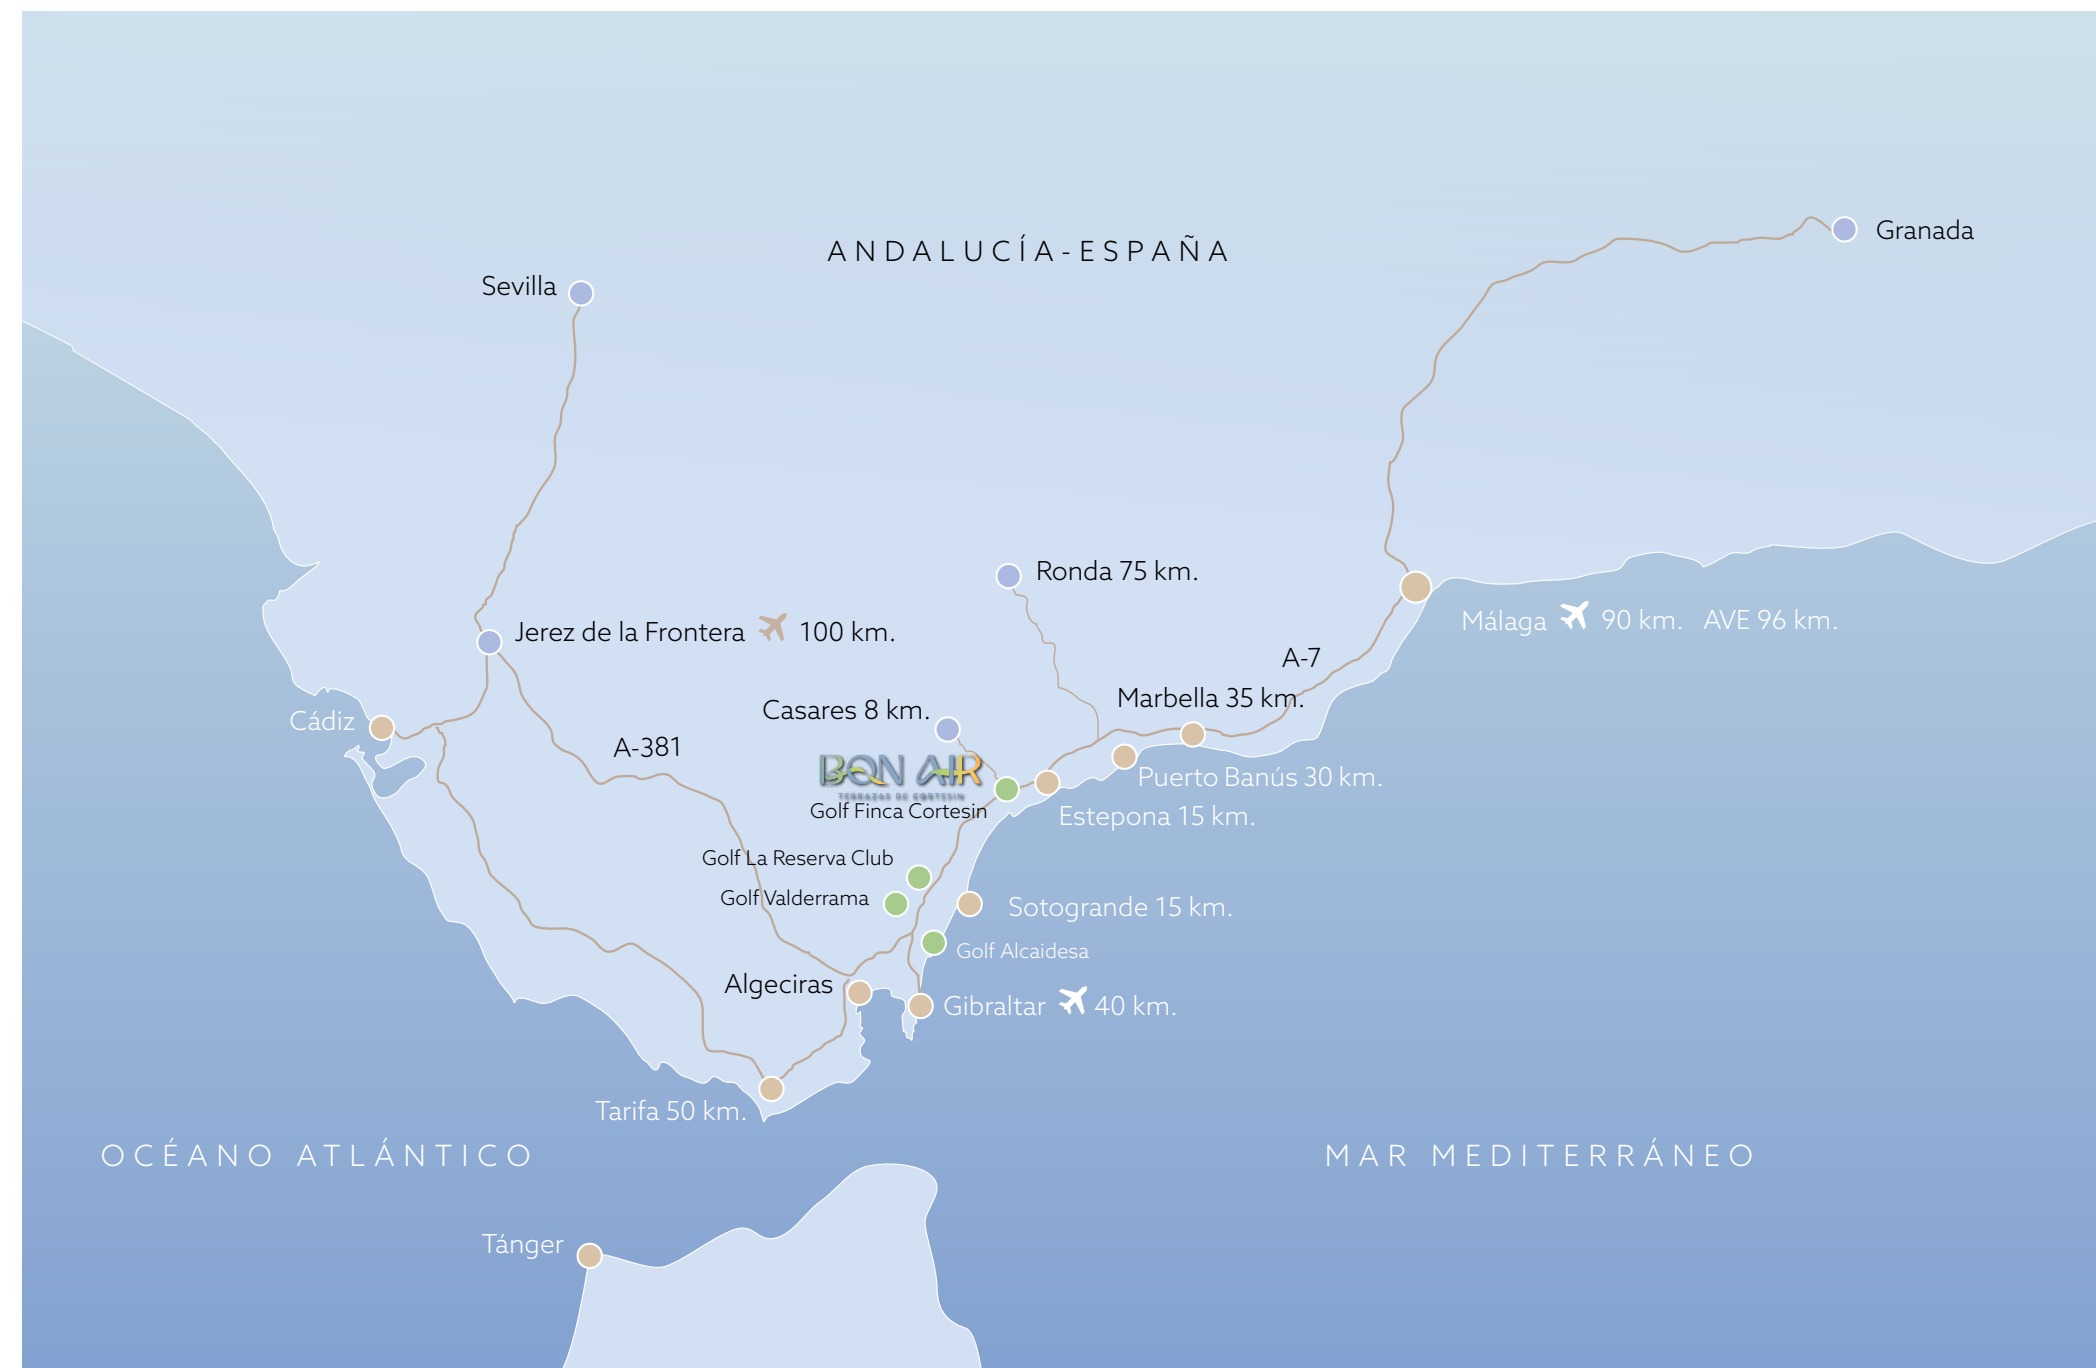 Granada
ANDALUCÍA-ESPAÑA
Sevilla
Ronda 75 km.
Málaga 90 km. AVE 96 km.
Jerez de la Frontera 100 km.
A-7
Marbella 35 km.
Casares 8 km.
Cádiz
A-381
BON AIR
TERRAZAS DE CORTESIN
Puerto Banús 30 km.
Golf Finca Cortesin
Estepona 15 km.
Golf La Reserva Club
Golf Valderrama
Sotogrande 15 km.
Golf Alcaidesa
Algeciras
Gibraltar 40 km.
Tarifa 50 km.
OCÉANO ATLÁNTICO
MAR MEDITERRÁNEO
Tánger